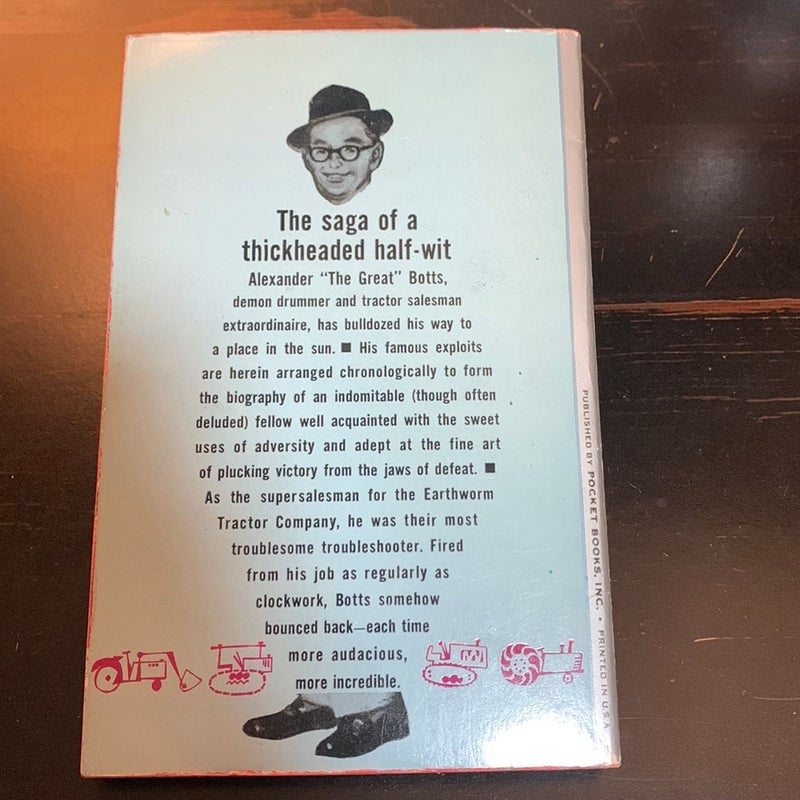 The saga of a
thickheaded half-wit
Alexander "The Great" Botts,
demon drummer and tractor salesman
extraordinaire, has bulldozed his way to
a place in the sun. ■ His famous exploits
are herein arranged chronologically to form
the biography of an indomitable (though often
deluded) fellow well acquainted with the sweet
uses of adversity and adept at the fine art
of plucking victory from the jaws of defeat. ■
As the supersalesman for the Earthworm
Tractor Company, he was their most
troublesome troubleshooter. Fired
from his job as regularly as
clockwork, Botts somehow
bounced back—each time
more audacious,
more incredible.
PUBLISHED BY POCKET BOOKS, INC. • PRINTED IN U.S.A.